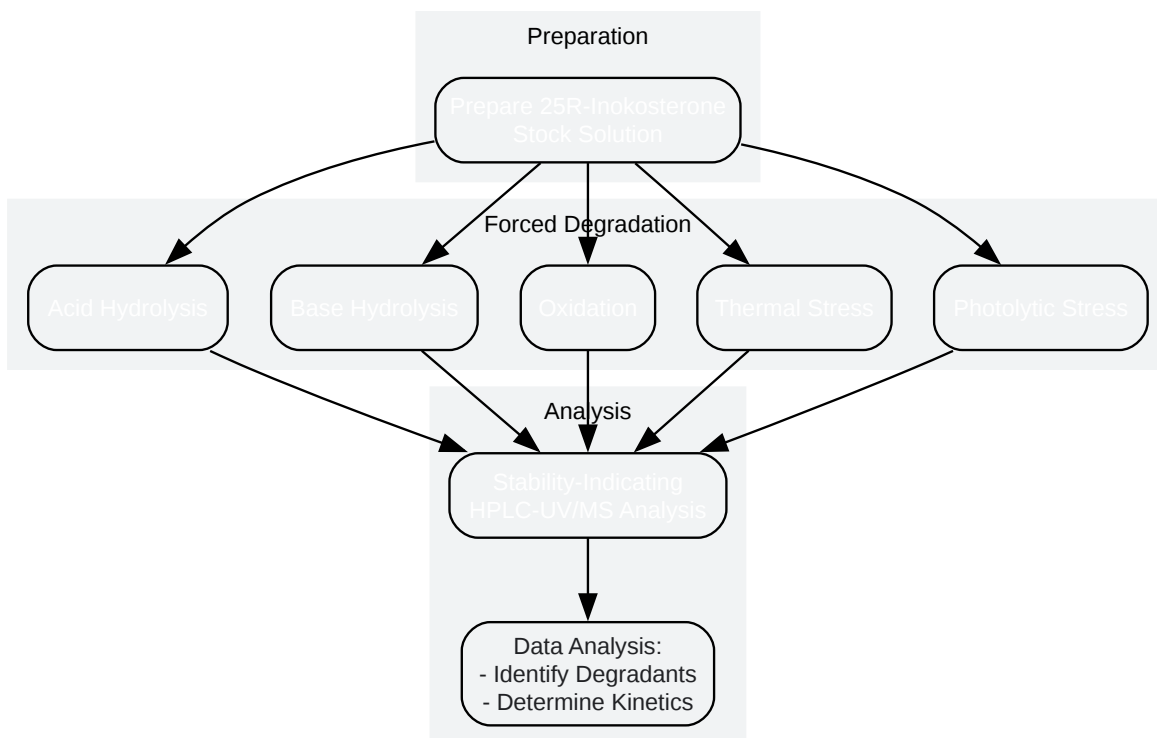 Preparation
Prepare 25R-Inokosterone
Stock Solution
Forced Degradation
Acid Hydrolysis
Base Hydrolysis
Oxidation
Thermal Stress
Photolytic Stress
Analysis
Stability-Indicating
HPLC-UV/MS Analysis
Data Analysis:
- Identify Degradants
- Determine Kinetics